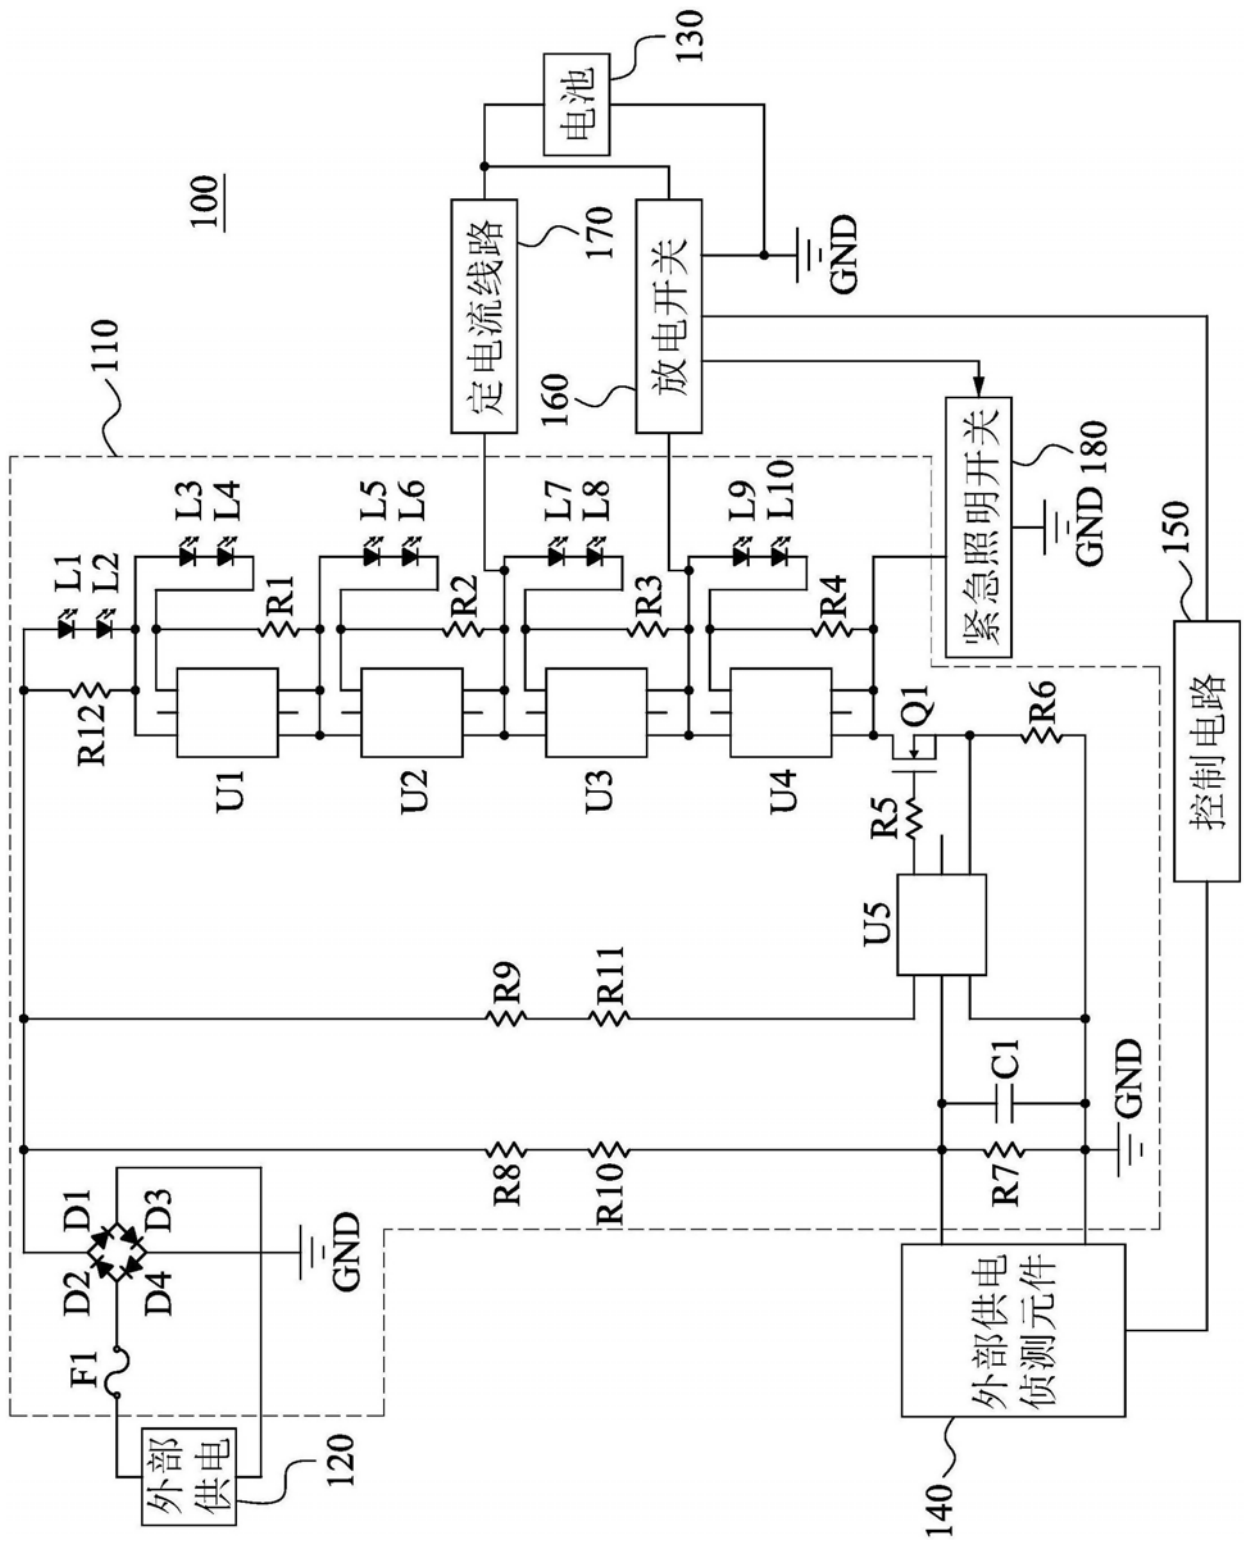 100
110
外部
供电
120
F1
D1
D2
D3
D4
GND
R8
R10
R9
R11
R12
L1
L2
U1
L3
L4
R1
U2
L5
L6
R2
U3
L7
L8
R3
U4
L9
L10
R4
定电流线路
170
放电开关
160
电池
130
GND
紧急照明开关
180
GND
Q1
R5
R6
U5
C1
R7
GND
外部供电
侦测元件
140
控制电路
150